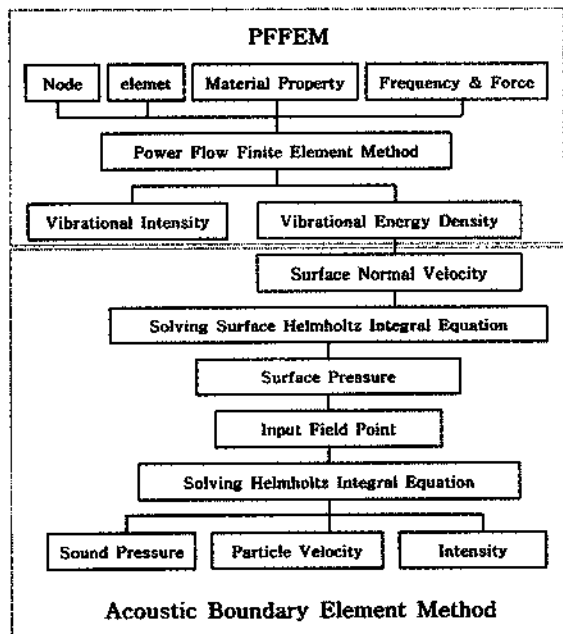 PFFEM
Node
elemet
Material Property
Frequency & Force
Power Flow Finite Element Method
Vibrational Intensity
Vibrational Energy Density
Surface Normal Velocity
Solving Surface Helmholtz Integral Equation
Surface Pressure
Input Field Point
Solving Helmholtz Integral Equation
Sound Pressure
Particle Velocity
Intensity
Acoustic Boundary Element Method